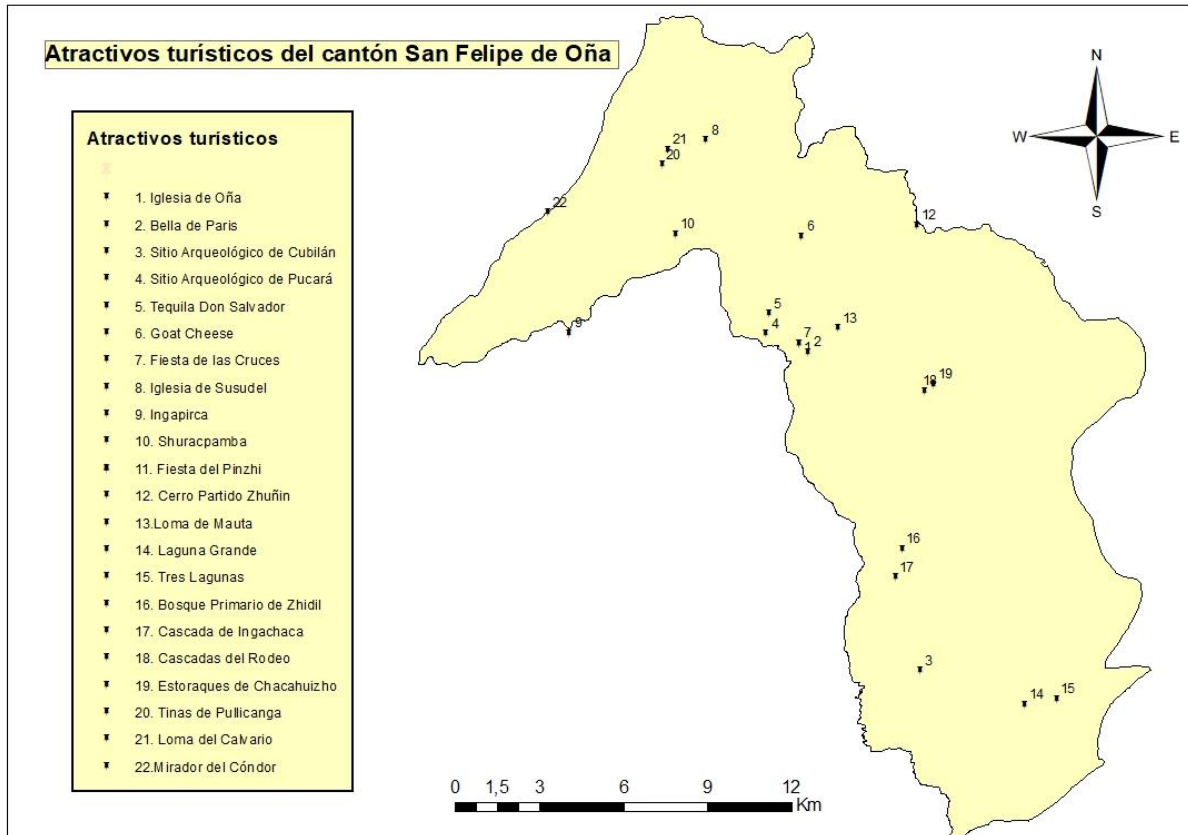 Atractivos turísticos del cantón San Felipe de Oña
Atractivos turísticos
1. Iglesia de Oña
2. Bella de Paris
3. Sitio Arqueológico de Cubilán
4. Sitio Arqueológico de Pucará
5. Tequila Don Salvador
6. Goat Cheese
7. Fiesta de las Cruces
8. Iglesia de Susudel
9. Ingapirca
10. Shuracpamba
11. Fiesta del Pinzhi
12. Cerro Partido Zhuñin
13.Loma de Mauta
14. Laguna Grande
15. Tres Lagunas
16. Bosque Primario de Zhidil
17. Cascada de Ingachaca
18. Cascadas del Rodeo
19. Estoraques de Chacahuizho
20. Tinas de Pullicanga
21. Loma del Calvario
22.Mirador del Cóndor
N
W E
S
21
8
20
22
10
6
12
5
4
13
7
1 2
9
19
18
16
17
3
14
15
0 1,5 3 6 9 12
Km